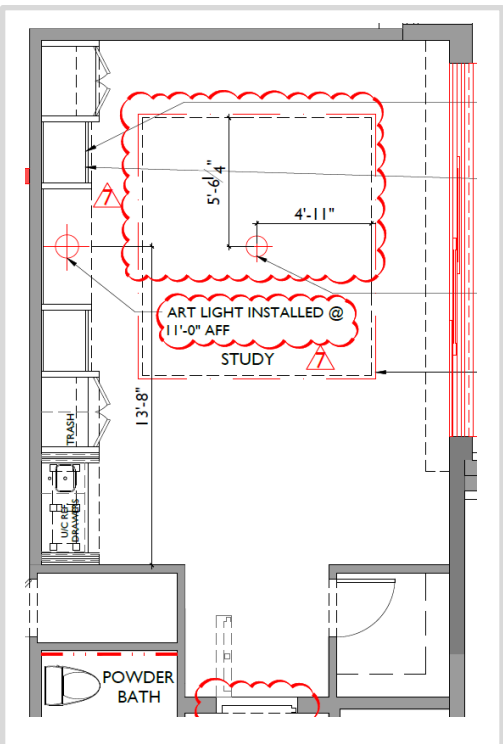 5'-6 1/4"
7
4'-11"
ART LIGHT INSTALLED @
11'-0" AFF
STUDY
7
13'-8"
TRASH
U/C REF.
DRAWERS
POWDER
BATH